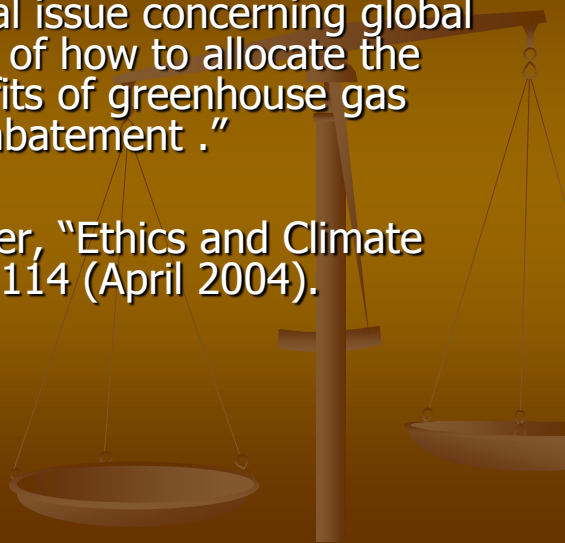 al issue concerning global
of how to allocate the
fits of greenhouse gas
batement .”
er, “Ethics and Climate
114 (April 2004).